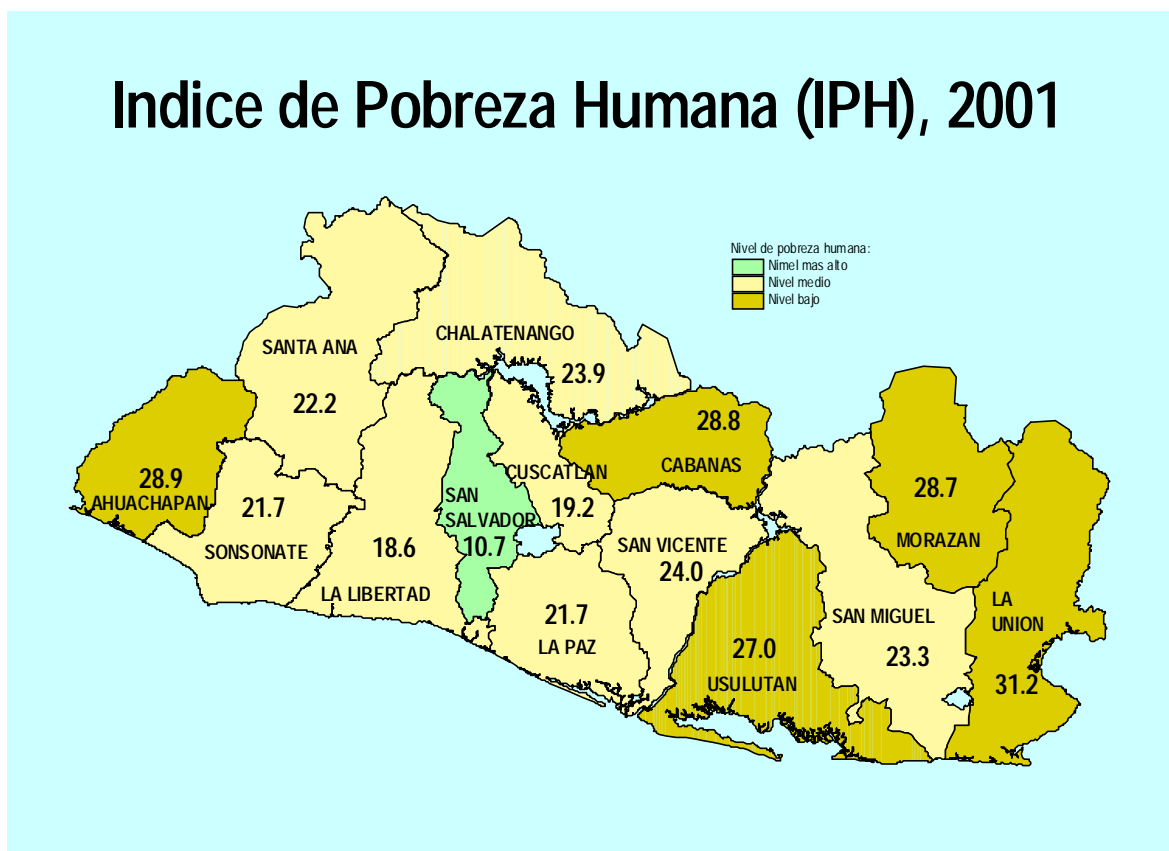 Indice de Pobreza Humana (IPH), 2001
Nivel de pobreza humana:
Nimel mas alto
Nivel medio
Nivel bajo
CHALATENANGO
23.9
SANTA ANA
22.2
28.9
AHUACHAPAN
21.7
SONSONATE
18.6
LA LIBERTAD
SAN
SALVADOR
10.7
CUSCATLAN
19.2
28.8
CABANAS
SAN VICENTE
24.0
21.7
LA PAZ
27.0
USULUTAN
SAN MIGUEL
23.3
28.7
MORAZAN
LA
UNION
31.2